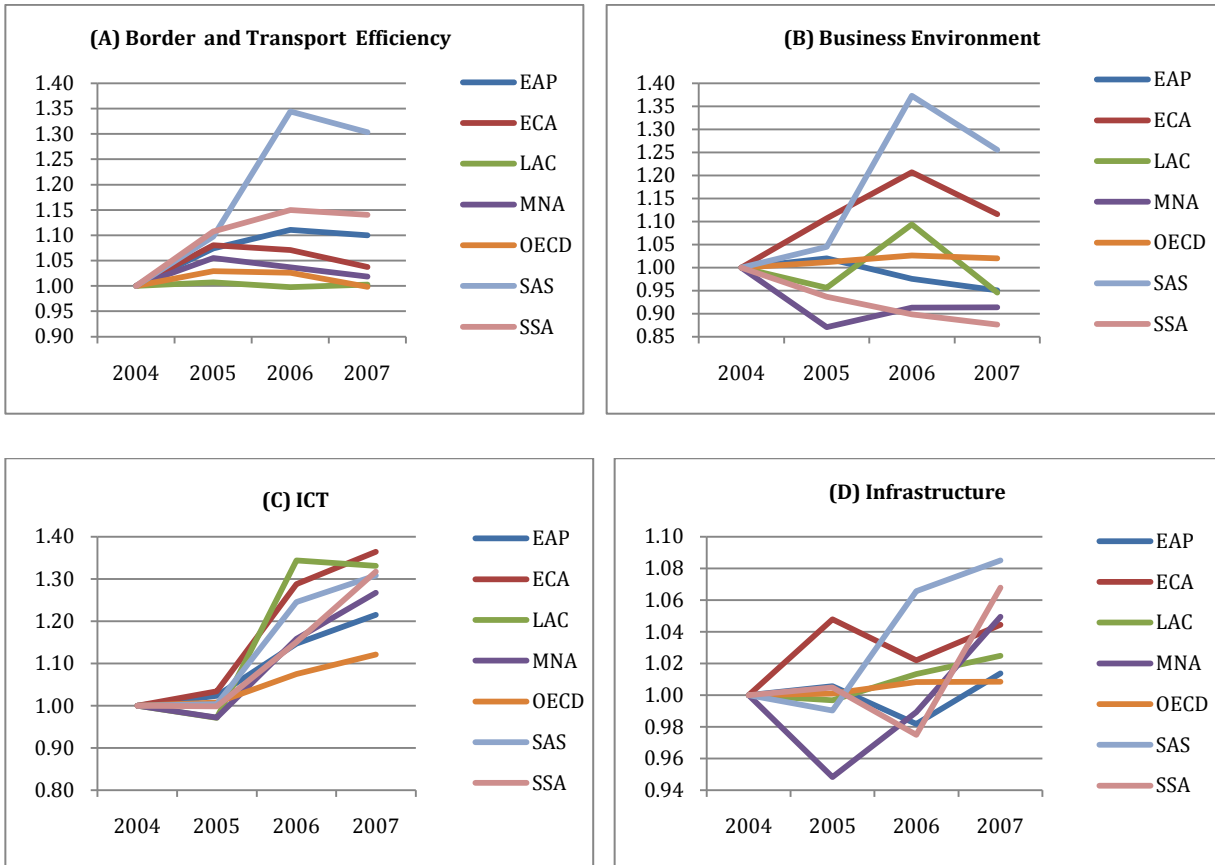 (A) Border and Transport Efficiency
1.40
1.35
1.30
1.25
1.20
1.15
1.10
1.05
1.00
0.95
0.90
2004 2005 2006 2007
EAP
ECA
LAC
MNA
OECD
SAS
SSA
(B) Business Environment
1.40
1.35
1.30
1.25
1.20
1.15
1.10
1.05
1.00
0.95
0.90
0.85
2004 2005 2006 2007
EAP
ECA
LAC
MNA
OECD
SAS
SSA
(C) ICT
1.40
1.30
1.20
1.10
1.00
0.90
0.80
2004 2005 2006 2007
EAP
ECA
LAC
MNA
OECD
SAS
SSA
(D) Infrastructure
1.10
1.08
1.06
1.04
1.02
1.00
0.98
0.96
0.94
2004 2005 2006 2007
EAP
ECA
LAC
MNA
OECD
SAS
SSA